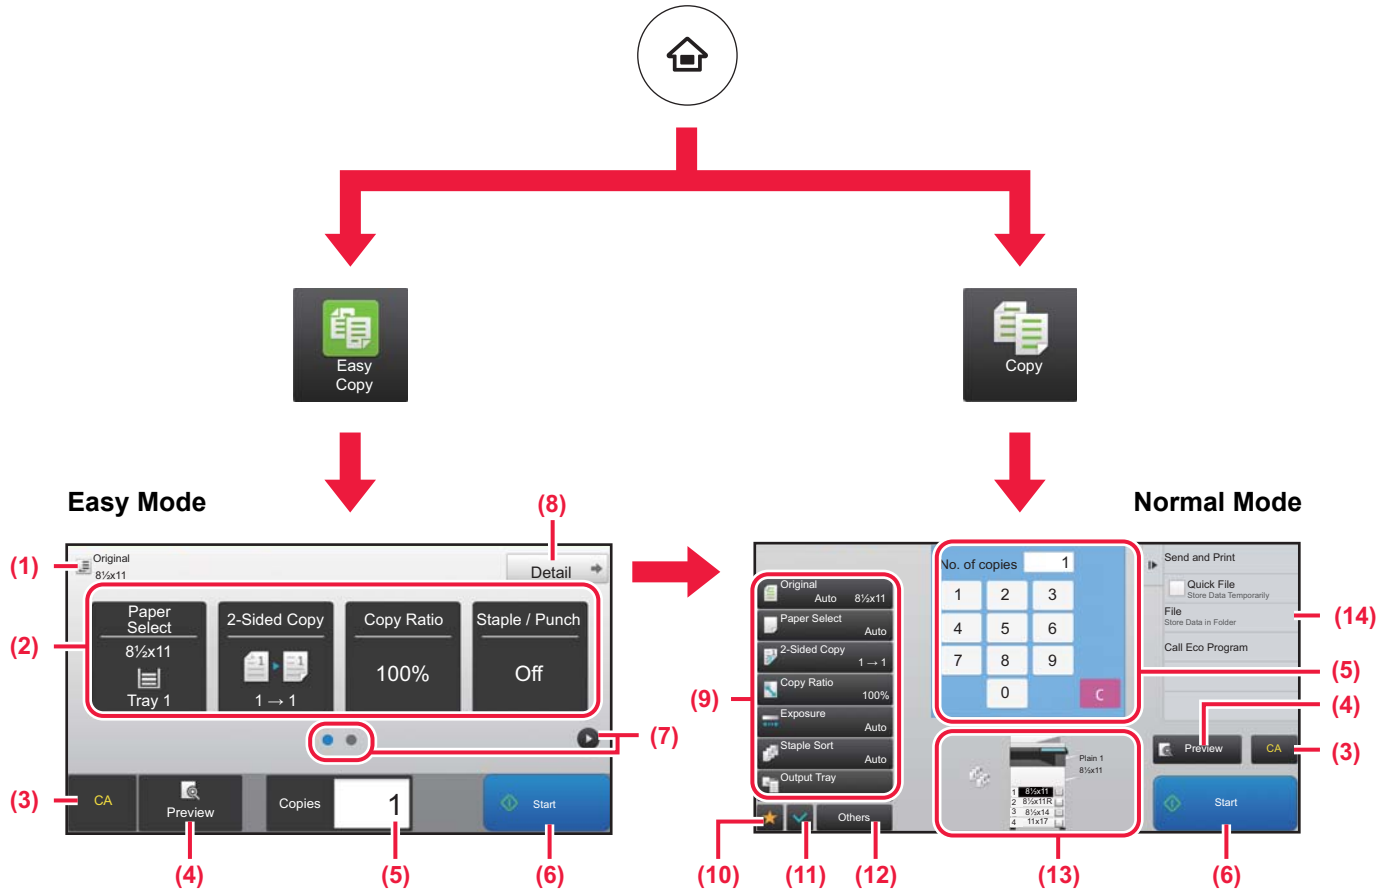 Easy
Copy
Copy
Easy Mode
Normal Mode
(8)
(1)
Original
8½x11
Detail
(2)
Paper
Select
8½x11
Tray 1
2-Sided Copy
1
1
1 → 1
Copy Ratio
100%
Staple / Punch
Off
(7)
(3)
CA
Preview
Copies
1
Start
(4)
(5)
(6)
(9)
Original
Auto 8½x11
Paper Select
Auto
2-Sided Copy
1 → 1
Copy Ratio
100%
Exposure
Auto
Staple Sort
Auto
Output Tray
Others
(10)
(11)
(12)
No. of copies 1
1 2 3
4 5 6
7 8 9
0 C
Plain 1
8½x11
1 8½x11
2 8½x11R
3 8½x14
4 11x17
(13)
Send and Print
Quick File
Store Data Temporarily
File
Store Data in Folder
Call Eco Program
(14)
(5)
(4)
Preview
CA
(3)
Start
(6)